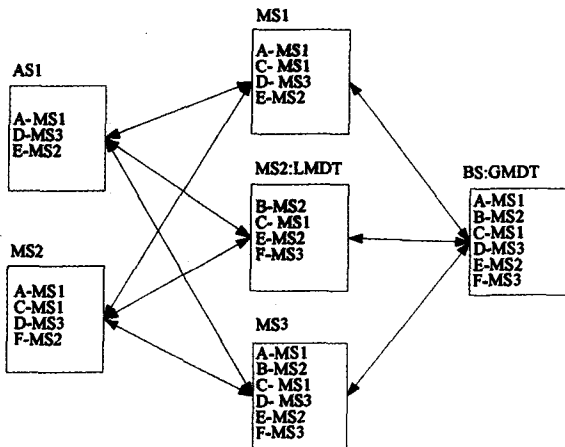 AS1
A-MS1
D-MS3
E-MS2
MS2
A-MS1
C-MS1
D-MS3
F-MS2
MS1
A- MS1
C- MS1
D- MS3
E-MS2
MS2:LMDT
B-MS2
C- MS1
E-MS2
F-MS3
MS3
A-MS1
B-MS2
C- MS1
D- MS3
E-MS2
F-MS3
BS:GMDT
A-MS1
B-MS2
C-MS1
D-MS3
E-MS2
F-MS3